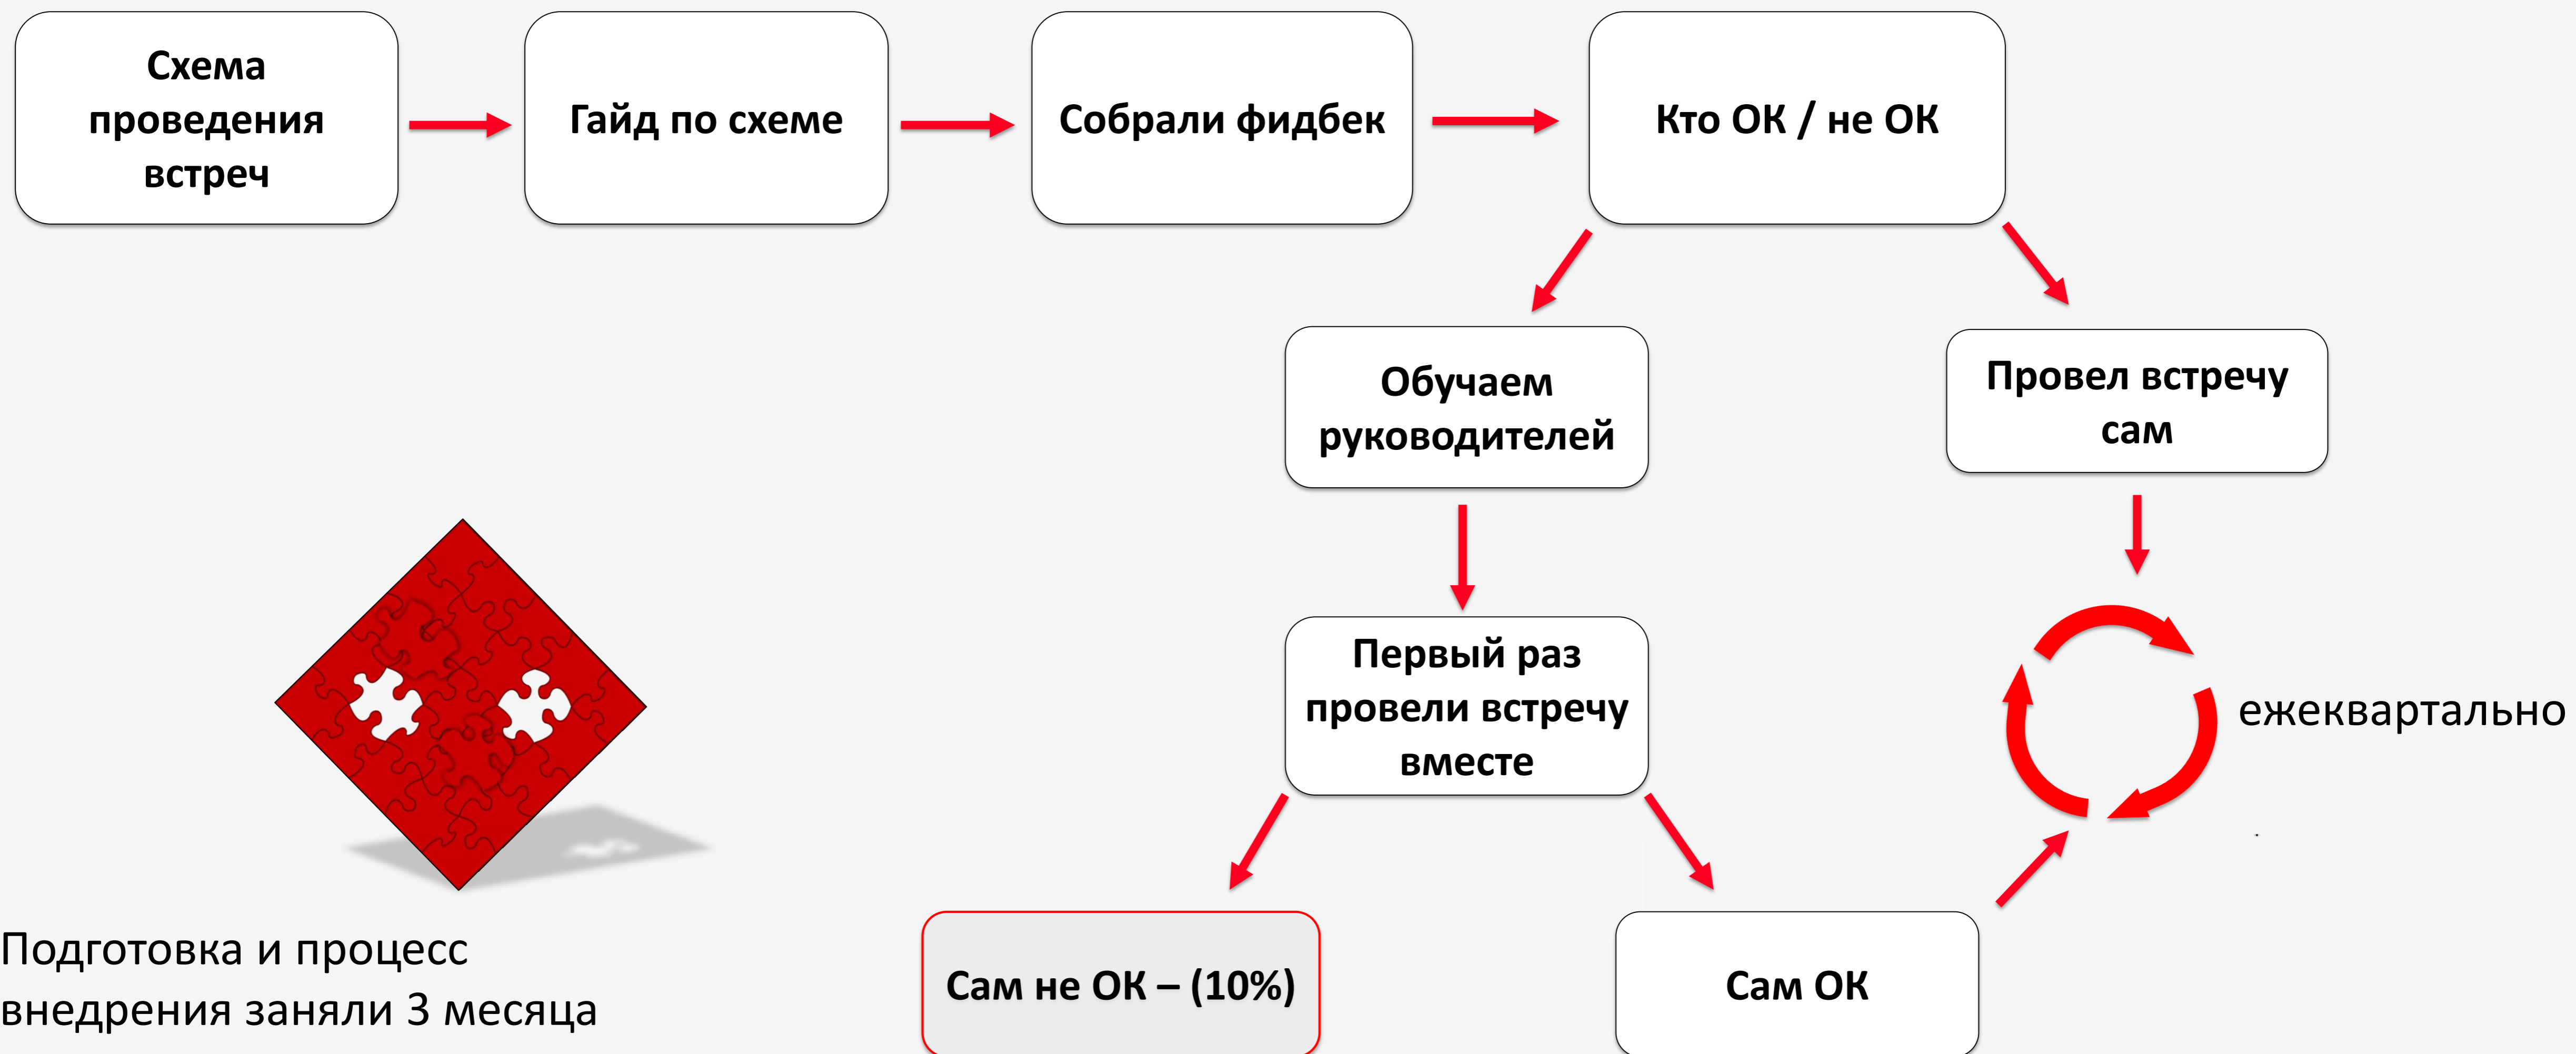 Схема
проведения
встреч
Гайд по схеме
Собрали фидбек
Кто ОК / не ОК
Обучаем
руководителей
Провел встречу
сам
Первый раз
провели встречу
вместе
ежеквартально
Сам не ОК – (10%)
Сам ОК
Подготовка и процесс
внедрения заняли 3 месяца